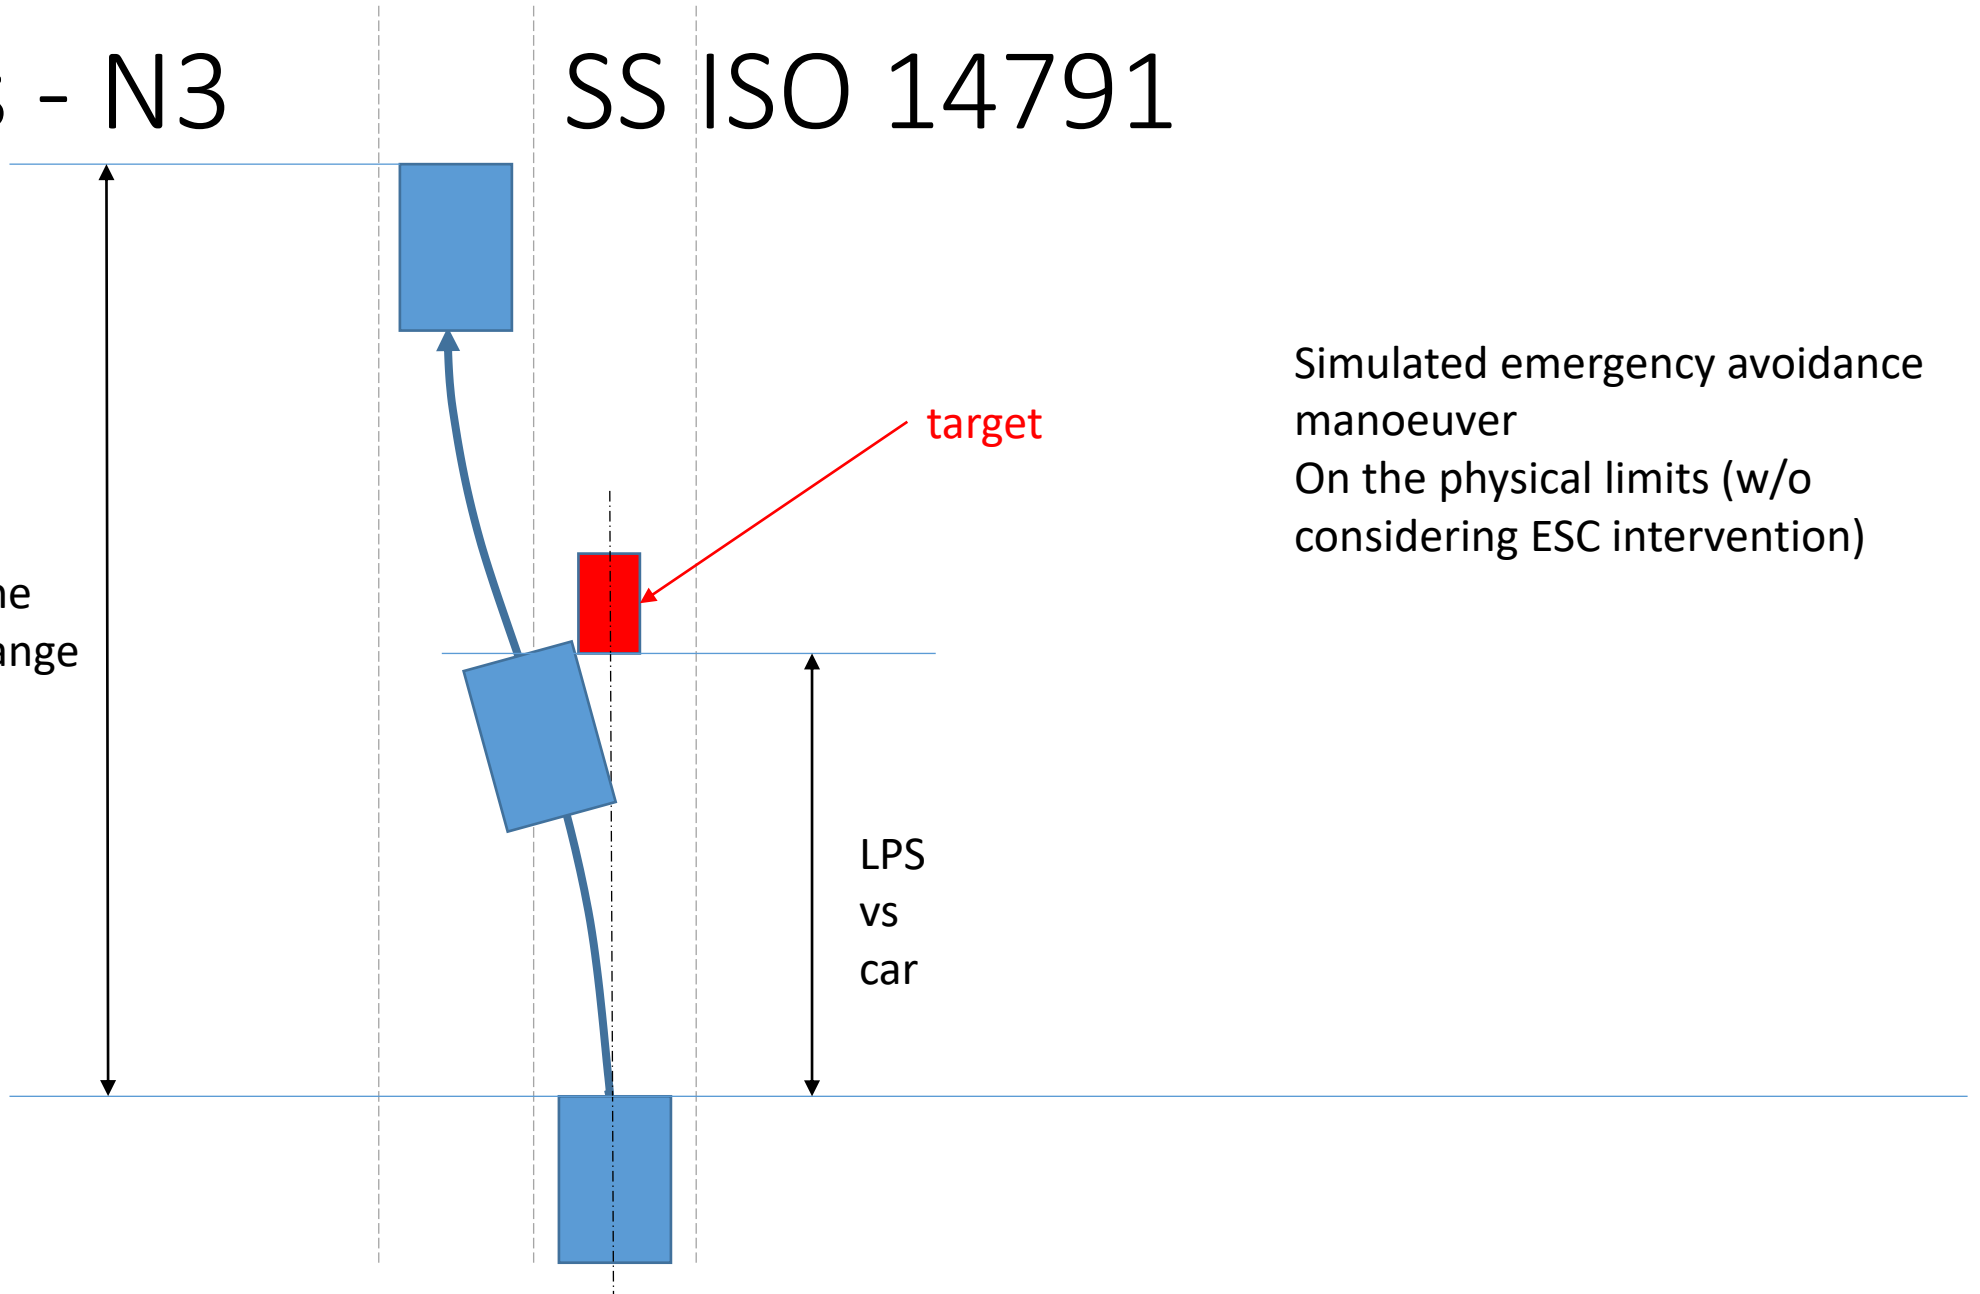 - N3 SS ISO 14791
target
Simulated emergency avoidance
manoeuver
On the physical limits (w/o
considering ESC intervention)
LPS
vs
car